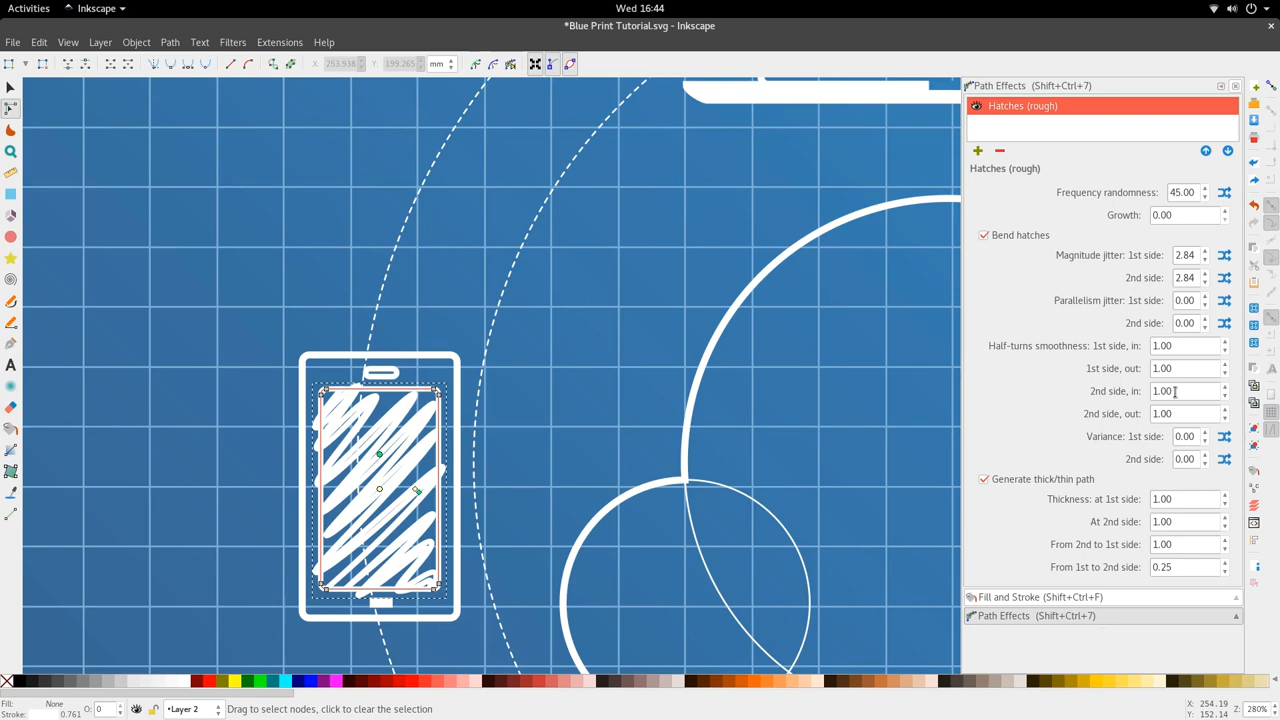 Activities Inkscape Wed 16:44
*Blue Print Tutorial.svg - Inkscape
File Edit View Layer Object Path Text Filters Extensions Help
X: 253.938 Y: 199.265 mm
Path Effects (Shift+Ctrl+7)
Hatches (rough)
Hatches (rough)
Frequency randomness: 45.00
Growth: 0.00
Bend hatches
Magnitude jitter: 1st side: 2.84
2nd side: 2.84
Parallelism jitter: 1st side: 0.00
2nd side: 0.00
Half-turns smoothness: 1st side, in: 1.00
1st side, out: 1.00
2nd side, in: 1.00
2nd side, out: 1.00
Variance: 1st side: 0.00
2nd side: 0.00
Generate thick/thin path
Thickness: at 1st side: 1.00
At 2nd side: 1.00
From 2nd to 1st side: 1.00
From 1st to 2nd side: 0.25
Fill and Stroke (Shift+Ctrl+F)
Path Effects (Shift+Ctrl+7)
Fill: None
Stroke: 0.761
O: 0
•Layer 2
Drag to select nodes, click to clear the selection
X: 254.19
Y: 152.14
Z: 280%